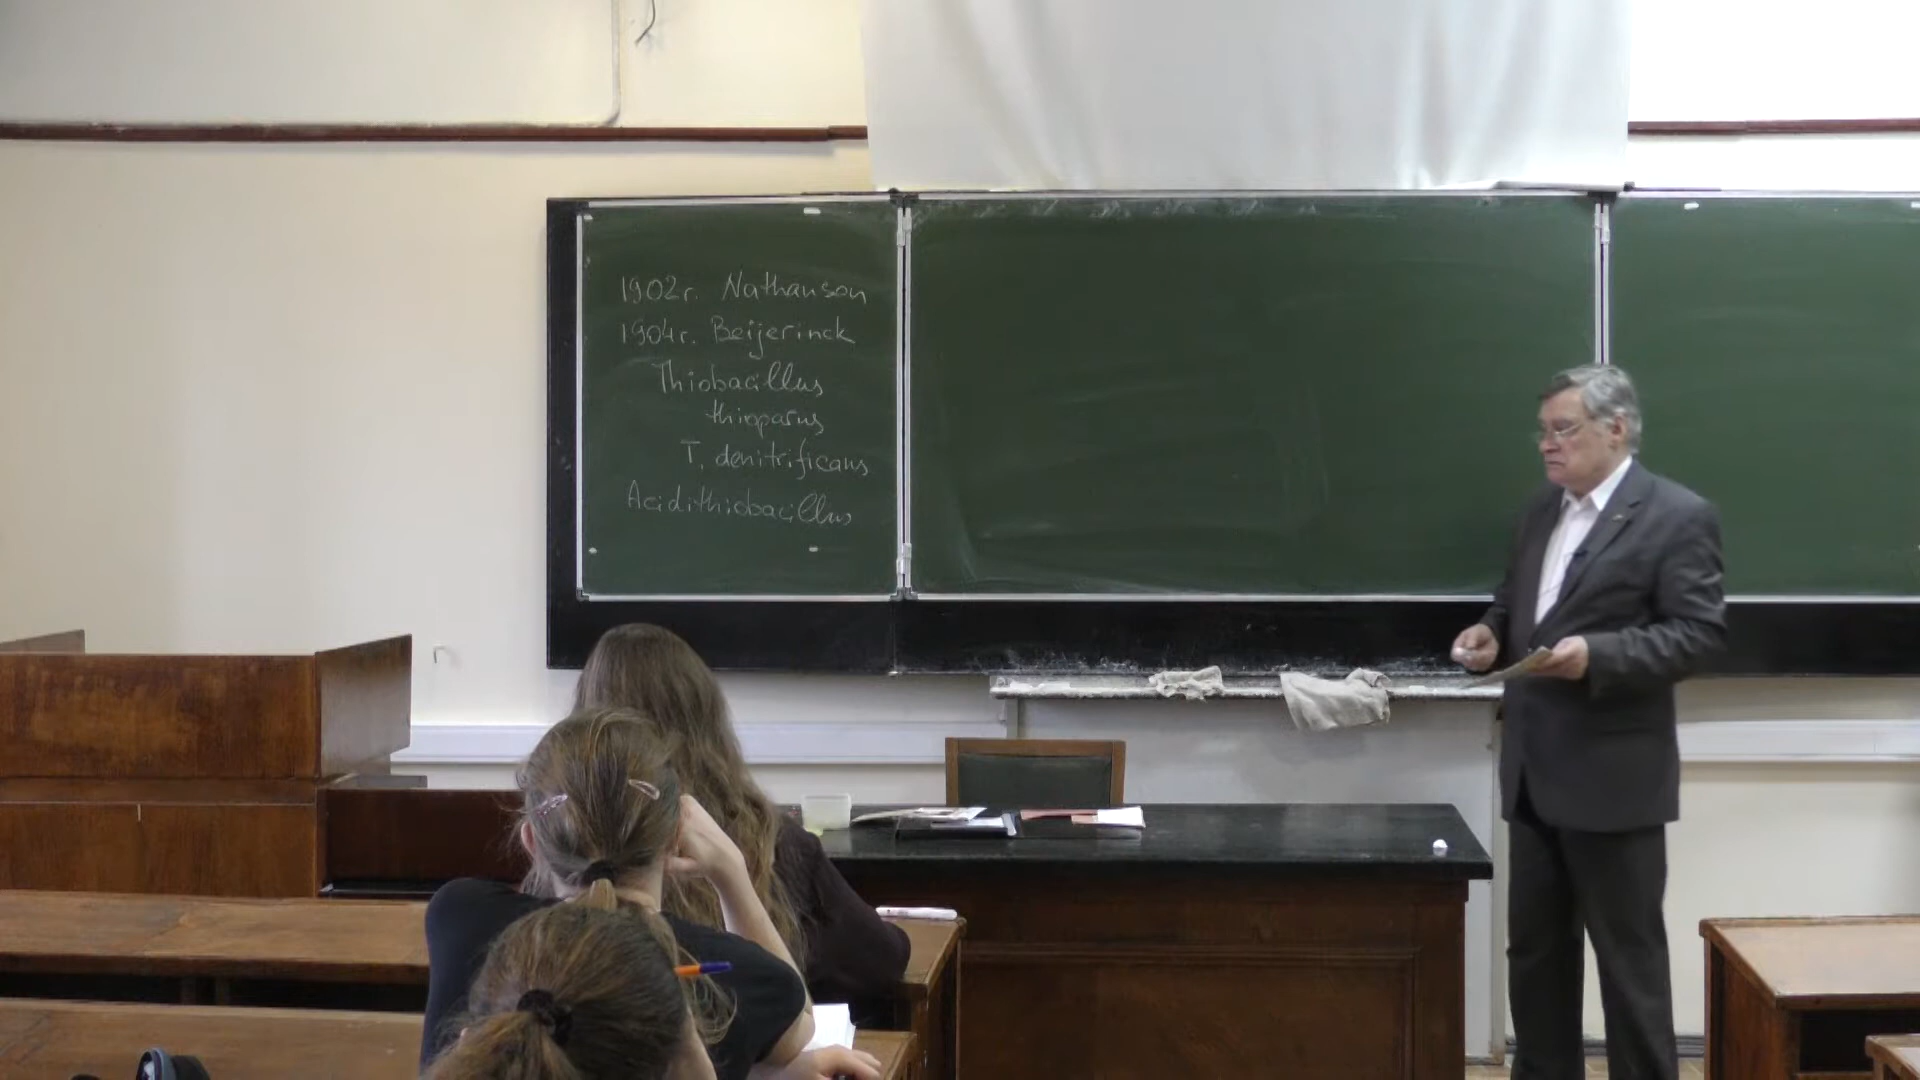 1902г. Nathanson
1904г. Beijerinck
Thiobacillus
thioparus
T. denitrificans
Acidithiobacillus